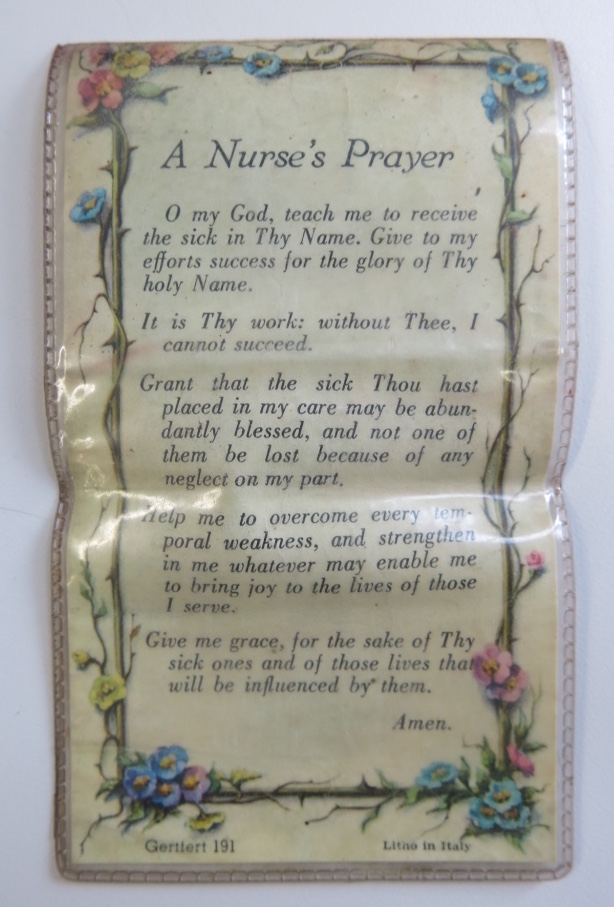 A Nurse's Prayer
O my God, teach me to receive
the sick in Thy Name. Give to my
efforts success for the glory of Thy
holy Name.
It is Thy work: without Thee, I
cannot succeed.
Grant that the sick Thou hast
placed in my care may be abun-
dantly blessed, and not one of
them be lost because of any
neglect on my part.
Help me to overcome every tem-
poral weakness, and strengthen
in me whatever may enable me
to bring joy to the lives of those
I serve.
Give me grace, for the sake of Thy
sick ones and of those lives that
will be influenced by them.
Amen.
Gertiert 191
Litho in Italy